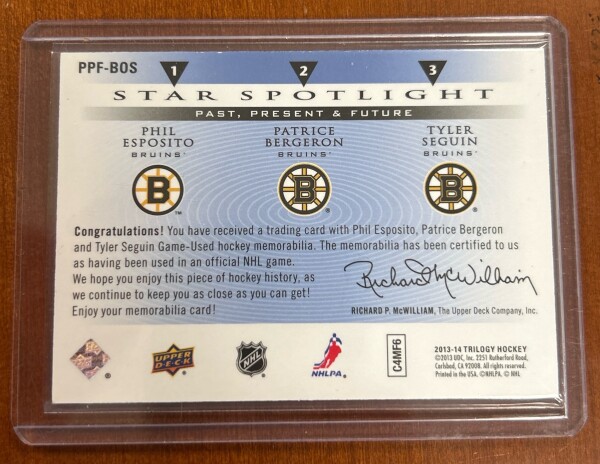 PPF-BOS 1 2 3
STAR SPOTLIGHT
PAST, PRESENT & FUTURE
PHIL ESPOSITO BRUINS
PATRICE BERGERON BRUINS
TYLER SEGUIN BRUINS
B B B
Congratulations! You have received a trading card with Phil Esposito, Patrice Bergeron
and Tyler Seguin Game-Used hockey memorabilia. The memorabilia has been certified to us
as having been used in an official NHL game.
We hope you enjoy this piece of hockey history, as
we continue to keep you as close as you can get!
Enjoy your memorabilia card!
Richard McWilliam
RICHARD P. McWILLIAM, The Upper Deck Company, Inc.
UPPER DECK
NHL
NHLPA
C4MF6
2013-14 TRILOGY HOCKEY
©2013 UDC, Inc. 2251 Rutherford Road,
Carlsbad, CA 92008. All rights reserved.
Printed in the USA. ©NHLPA. © NHL